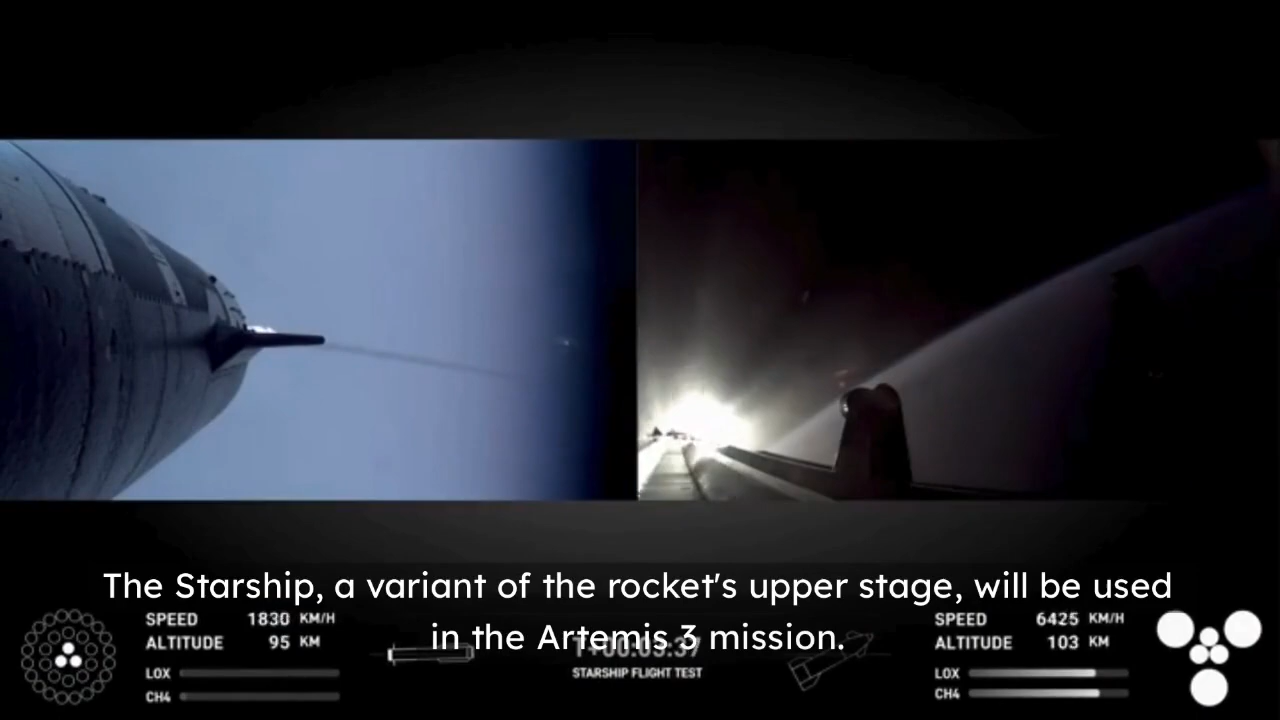 The Starship, a variant of the rocket's upper stage, will be used
in the Artemis 3 mission.
SPEED 1830 KM/H
ALTITUDE 95 KM
LOX
CH4
STARSHIP FLIGHT TEST
SPEED 6425 KM/H
ALTITUDE 103 KM
LOX
CH4